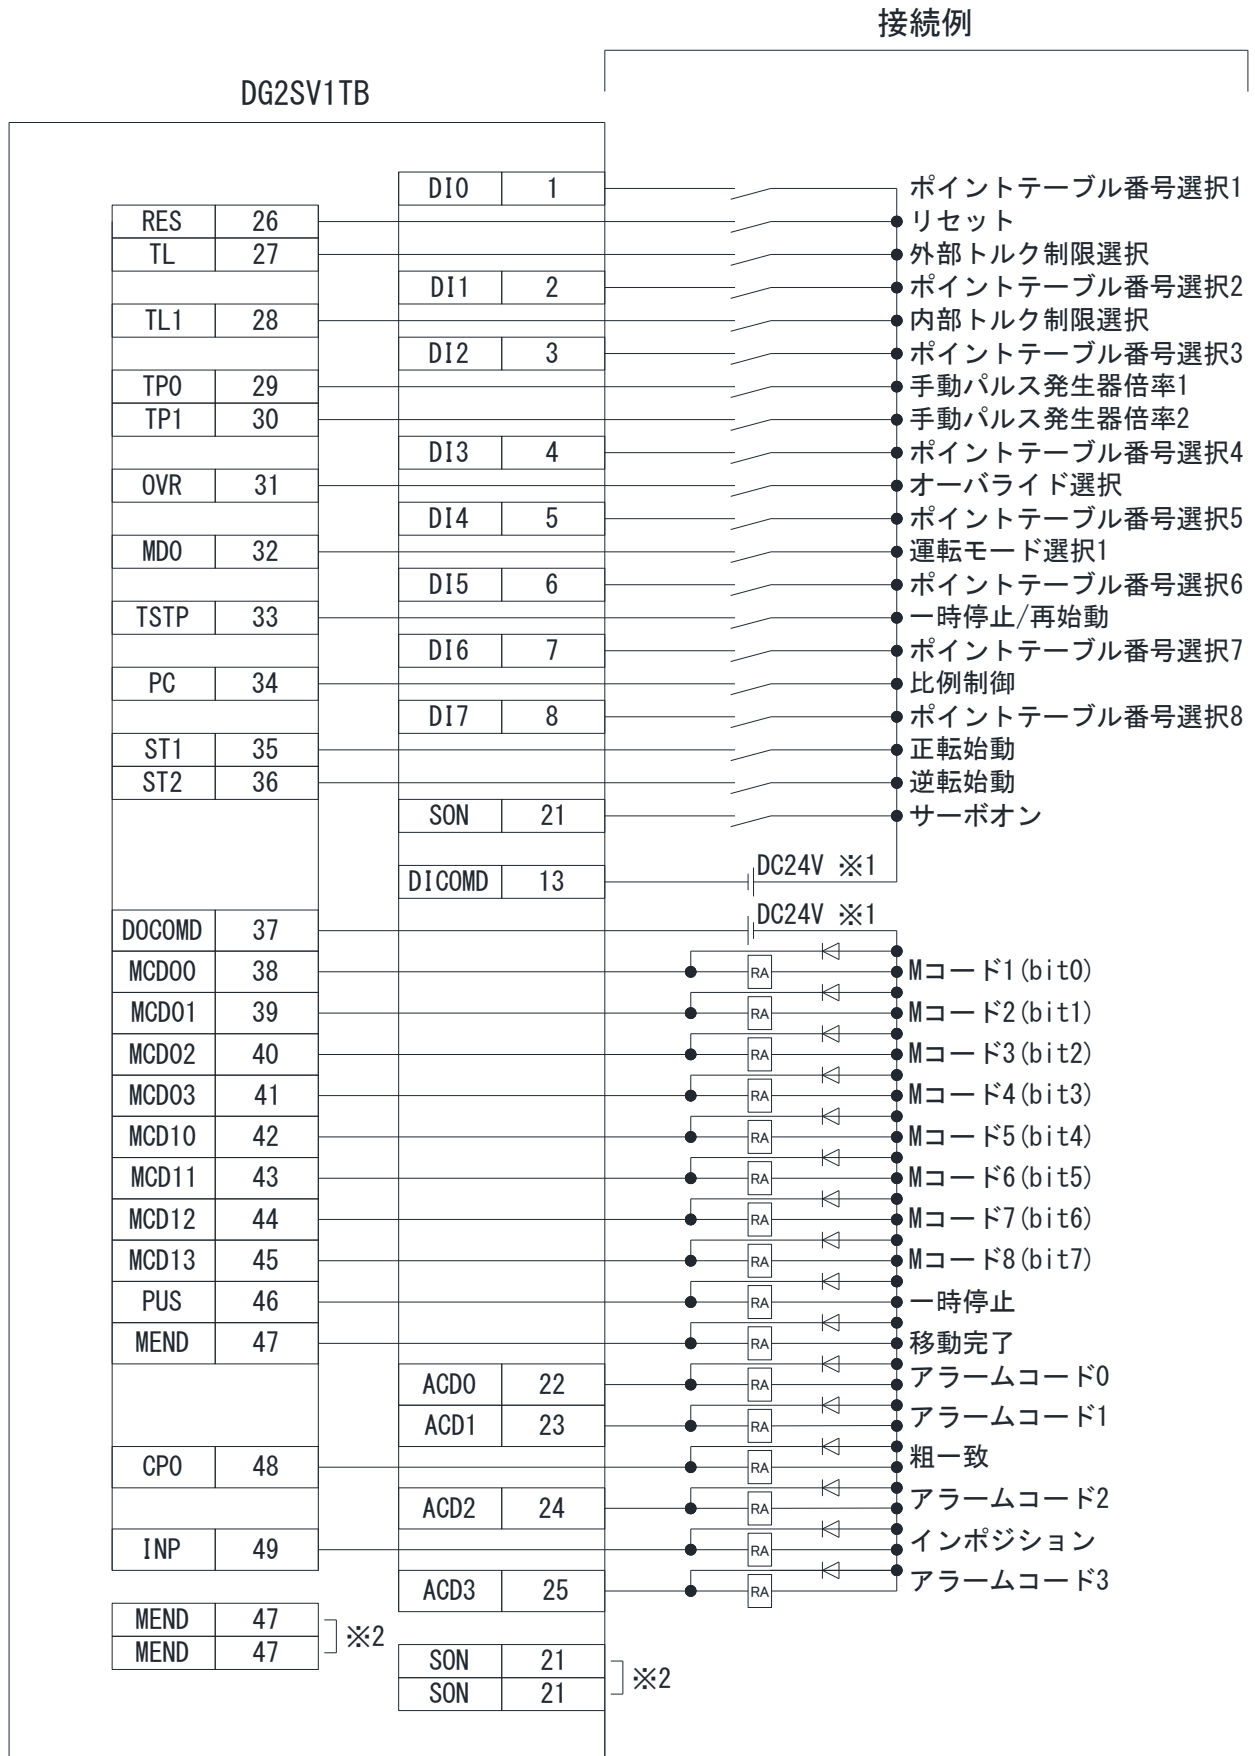 接続例
DG2SV1TB
DI0 1 ポイントテーブル番号選択1
RES 26 リセット
TL 27 外部トルク制限選択
DI1 2 ポイントテーブル番号選択2
TL1 28 内部トルク制限選択
DI2 3 ポイントテーブル番号選択3
TP0 29 手動パルス発生器倍率1
TP1 30 手動パルス発生器倍率2
DI3 4 ポイントテーブル番号選択4
OVR 31 オーバライド選択
DI4 5 ポイントテーブル番号選択5
MD0 32 運転モード選択1
DI5 6 ポイントテーブル番号選択6
TSTP 33 一時停止/再始動
DI6 7 ポイントテーブル番号選択7
PC 34 比例制御
DI7 8 ポイントテーブル番号選択8
ST1 35 正転始動
ST2 36 逆転始動
SON 21 サーボオン
DICOMD 13 DC24V ※1
DOCOMD 37 DC24V ※1
MCD00 38 RA Mコード1(bit0)
MCD01 39 RA Mコード2(bit1)
MCD02 40 RA Mコード3(bit2)
MCD03 41 RA Mコード4(bit3)
MCD10 42 RA Mコード5(bit4)
MCD11 43 RA Mコード6(bit5)
MCD12 44 RA Mコード7(bit6)
MCD13 45 RA Mコード8(bit7)
PUS 46 RA 一時停止
MEND 47 RA 移動完了
ACD0 22 RA アラームコード0
ACD1 23 RA アラームコード1
CPO 48 RA 粗一致
ACD2 24 RA アラームコード2
INP 49 RA インポジション
ACD3 25 RA アラームコード3
MEND 47
MEND 47
※2
SON 21
SON 21
※2